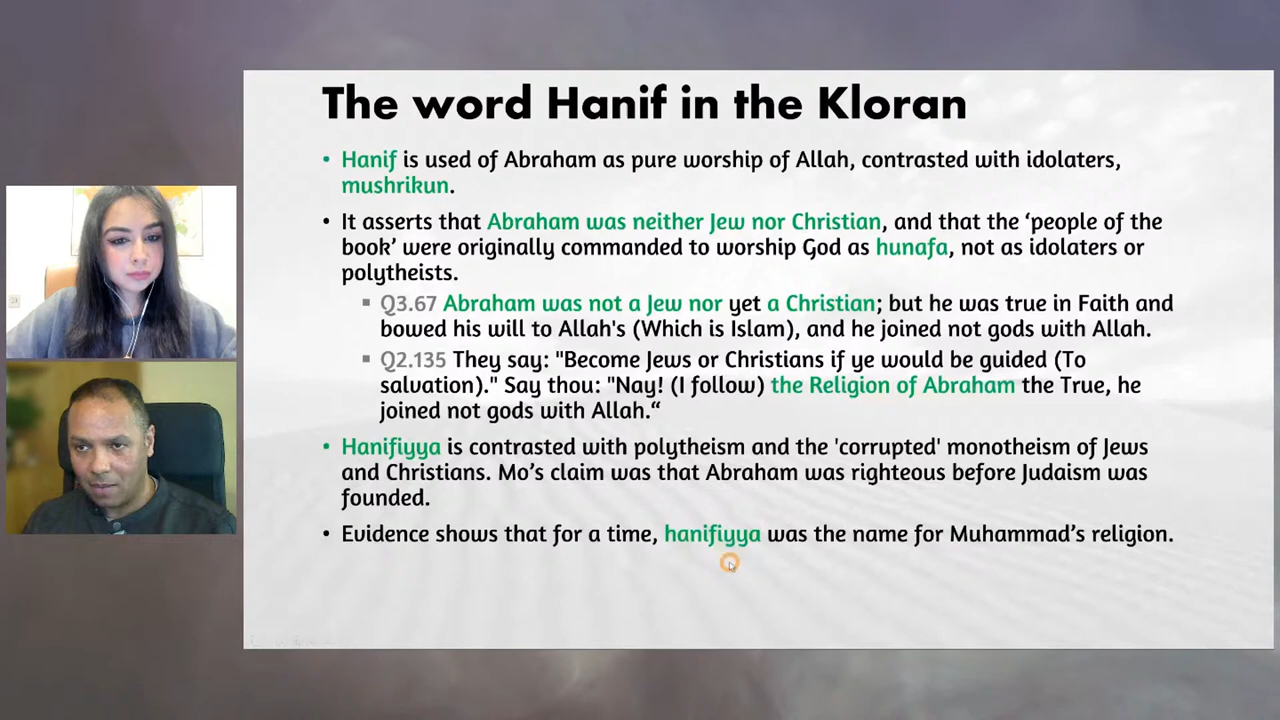 The word Hanif in the Kloran
• Hanif is used of Abraham as pure worship of Allah, contrasted with idolaters,
mushrikun.
• It asserts that Abraham was neither Jew nor Christian, and that the ‘people of the
book’ were originally commanded to worship God as hunafa, not as idolaters or
polytheists.
▪ Q3.67 Abraham was not a Jew nor yet a Christian; but he was true in Faith and
bowed his will to Allah's (Which is Islam), and he joined not gods with Allah.
▪ Q2.135 They say: "Become Jews or Christians if ye would be guided (To
salvation)." Say thou: "Nay! (I follow) the Religion of Abraham the True, he
joined not gods with Allah.“
• Hanifiyya is contrasted with polytheism and the 'corrupted' monotheism of Jews
and Christians. Mo’s claim was that Abraham was righteous before Judaism was
founded.
• Evidence shows that for a time, hanifiyya was the name for Muhammad’s religion.